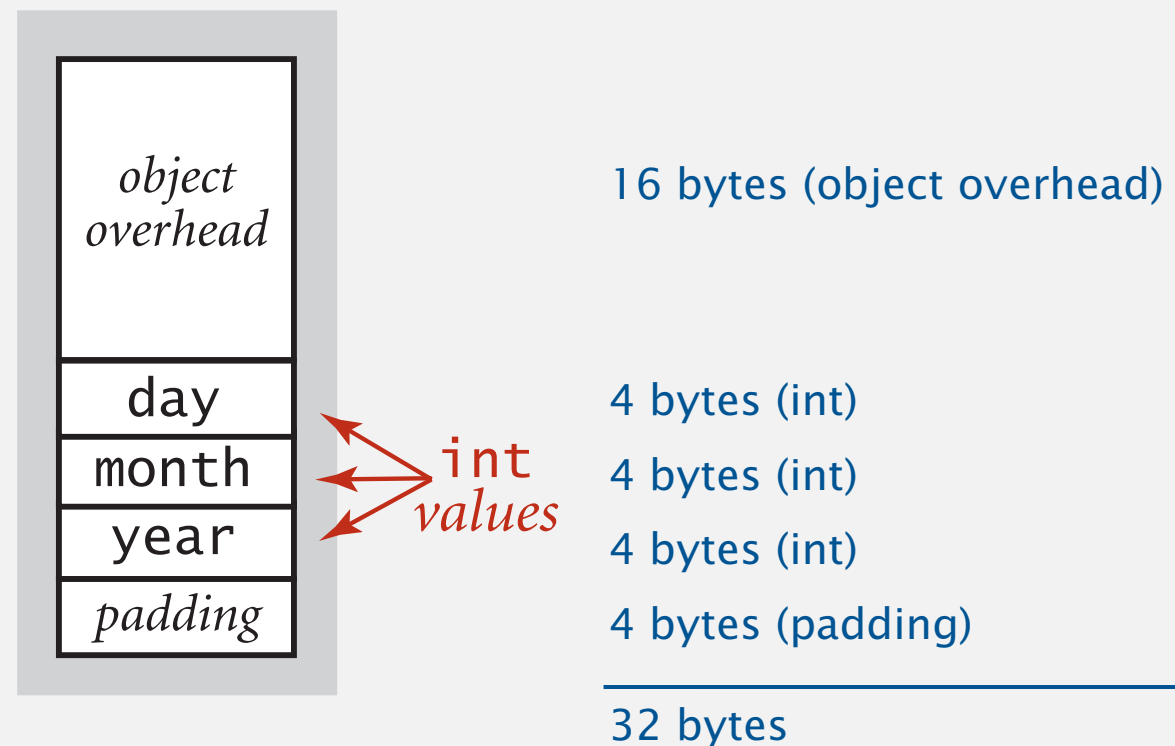 object
overhead
16 bytes (object overhead)
day
4 bytes (int)
month
int
values
4 bytes (int)
year
4 bytes (int)
padding
4 bytes (padding)
32 bytes